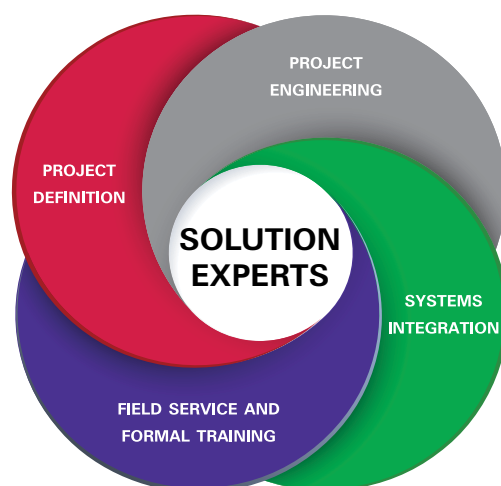 PROJECT
ENGINEERING
PROJECT
DEFINITION
SOLUTION
EXPERTS
SYSTEMS
INTEGRATION
FIELD SERVICE AND
FORMAL TRAINING